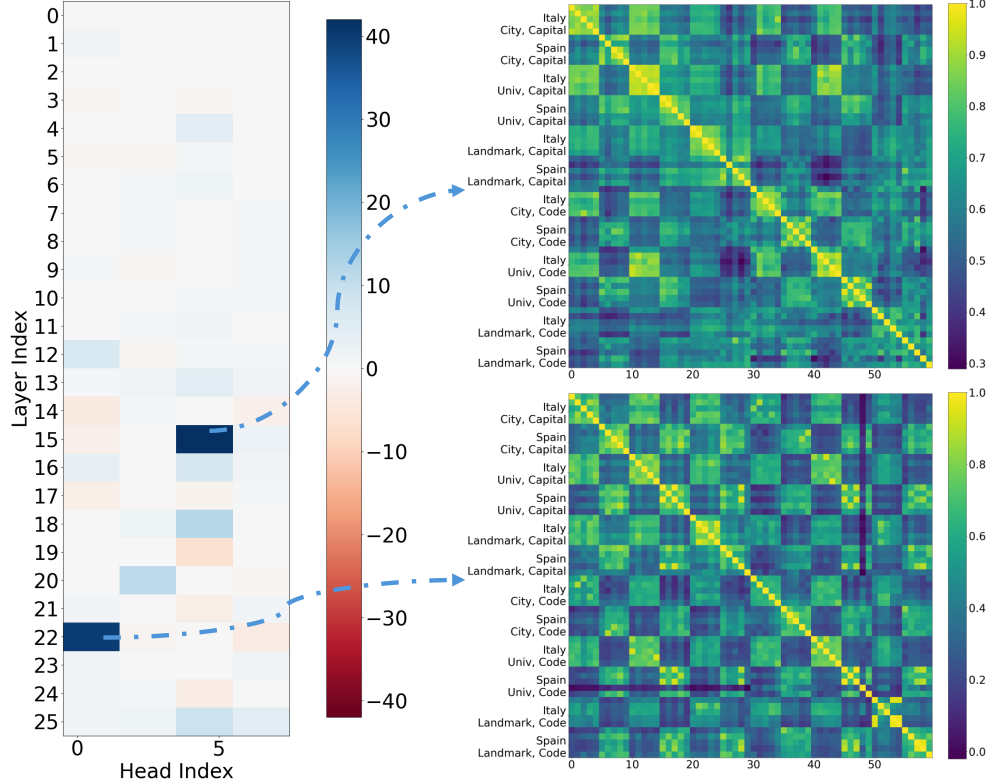 Layer Index
0
1
2
3
4
5
6
7
8
9
10
11
12
13
14
15
16
17
18
19
20
21
22
23
24
25
0
5
Head Index
40
30
20
10
0
−10
−20
−30
−40
Italy
City, Capital
Spain
City, Capital
Italy
Univ, Capital
Spain
Univ, Capital
Italy
Landmark, Capital
Spain
Landmark, Capital
Italy
City, Code
Spain
City, Code
Italy
Univ, Code
Spain
Univ, Code
Italy
Landmark, Code
Spain
Landmark, Code
0
10
20
30
40
50
1.0
0.9
0.8
0.7
0.6
0.5
0.4
0.3
Italy
City, Capital
Spain
City, Capital
Italy
Univ, Capital
Spain
Univ, Capital
Italy
Landmark, Capital
Spain
Landmark, Capital
Italy
City, Code
Spain
City, Code
Italy
Univ, Code
Spain
Univ, Code
Italy
Landmark, Code
Spain
Landmark, Code
0
10
20
30
40
50
1.0
0.8
0.6
0.4
0.2
0.0